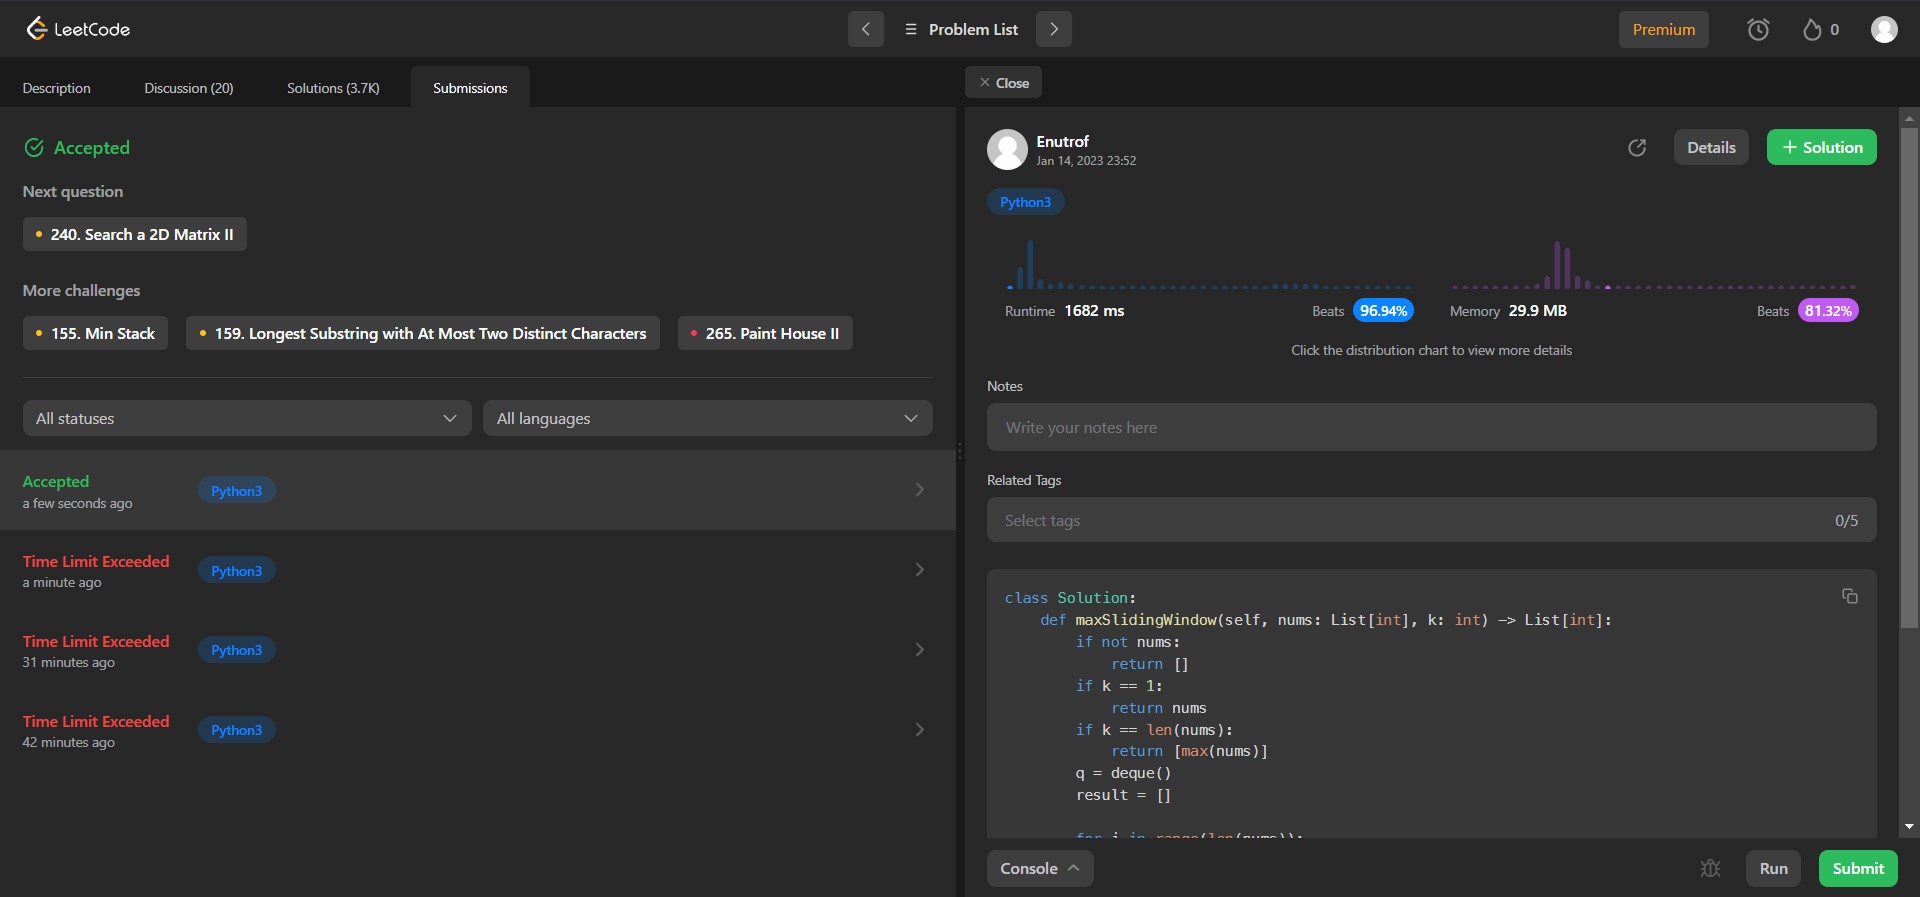 LeetCode
Problem List
Premium
0
Description
Discussion (20)
Solutions (3.7K)
Submissions
Close
Accepted
Next question
240. Search a 2D Matrix II
More challenges
155. Min Stack
159. Longest Substring with At Most Two Distinct Characters
265. Paint House II
All statuses
All languages
Accepted
a few seconds ago
Python3
Time Limit Exceeded
a minute ago
Python3
Time Limit Exceeded
31 minutes ago
Python3
Time Limit Exceeded
42 minutes ago
Python3
Enutrof
Jan 14, 2023 23:52
Details
+ Solution
Python3
Runtime 1682 ms
Beats 96.94%
Memory 29.9 MB
Beats 81.32%
Click the distribution chart to view more details
Notes
Write your notes here
Related Tags
Select tags
0/5
class Solution:
    def maxSlidingWindow(self, nums: List[int], k: int) -> List[int]:
        if not nums:
            return []
        if k == 1:
            return nums
        if k == len(nums):
            return [max(nums)]
        q = deque()
        result = []
        for i in range(len(nums)):
Console
Run
Submit